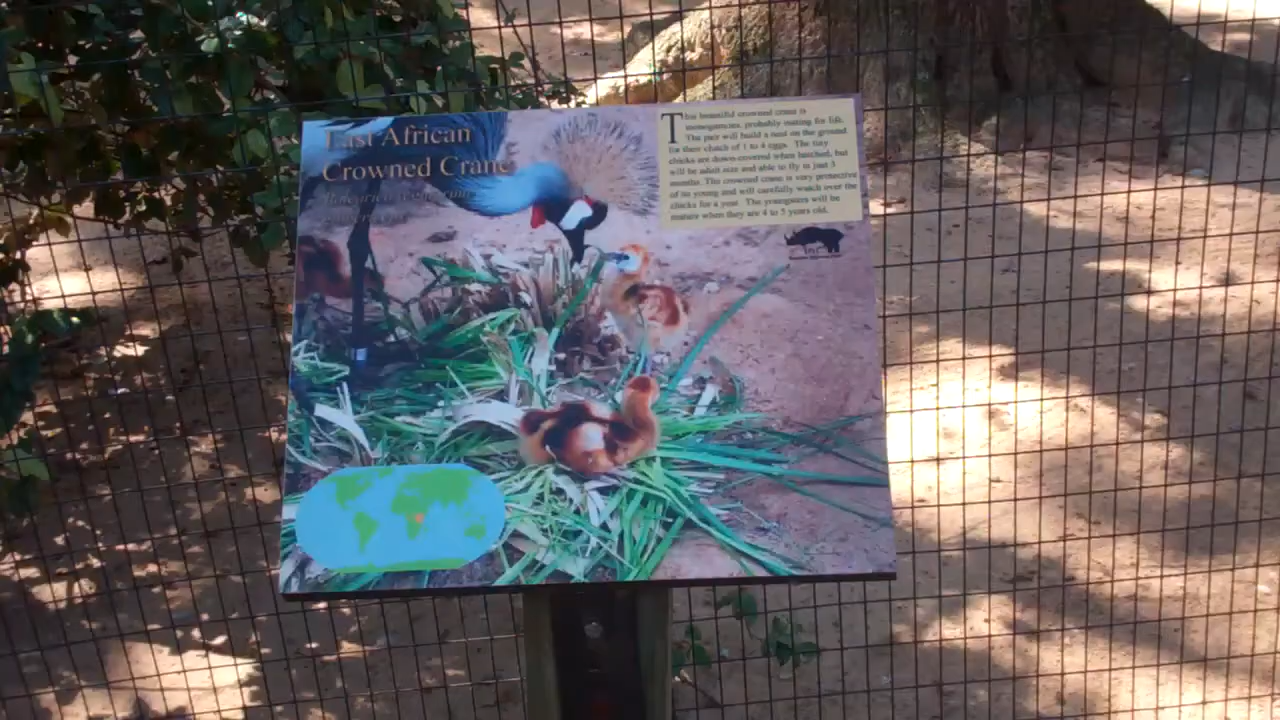 East African
Crowned Crane
This beautiful crowned crane is
monogamous, probably mating for life.
The pair will build a nest on the ground
for their clutch of 1 to 4 eggs. The tiny
chicks are down-covered when hatched, but
will be adult size and able to fly in just 3
months. The crowned crane is very protective
of its young and will carefully watch over the
chicks for a year. The youngsters will be
mature when they are 4 to 5 years old.